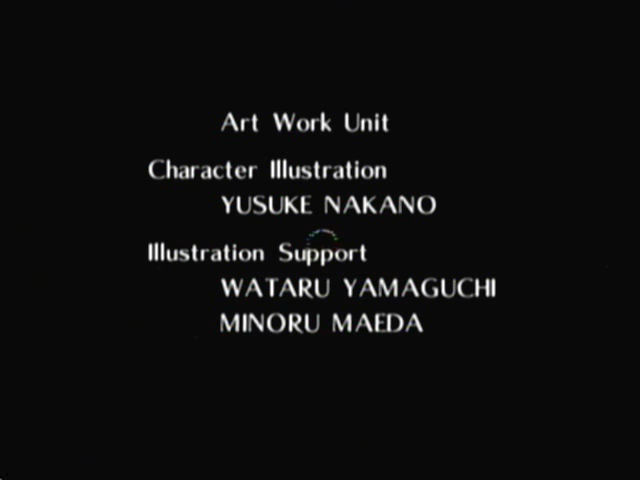 Art Work Unit
Character Illustration
YUSUKE NAKANO
Illustration Support
WATARU YAMAGUCHI
MINORU MAEDA